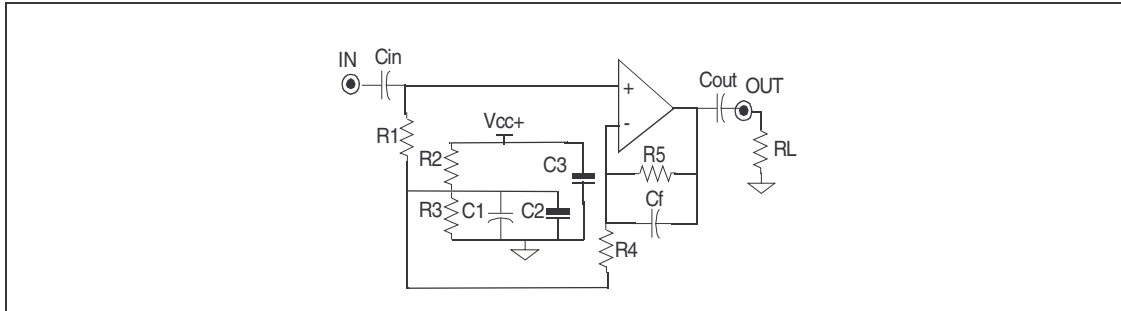 IN
Cin
Cout
OUT
+
-
R1
Vcc+
R2
C3
R5
RL
R3
C1
C2
Cf
R4